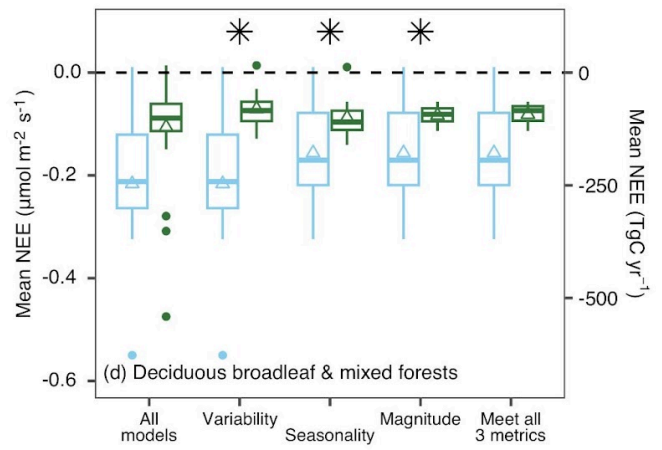 0.0
-0.2
-0.4
-0.6
Mean NEE (μmol m⁻² s⁻¹)
0
-250
-500
Mean NEE (TgC yr⁻¹)
(d) Deciduous broadleaf & mixed forests
All
models
Variability
Seasonality
Magnitude
Meet all
3 metrics